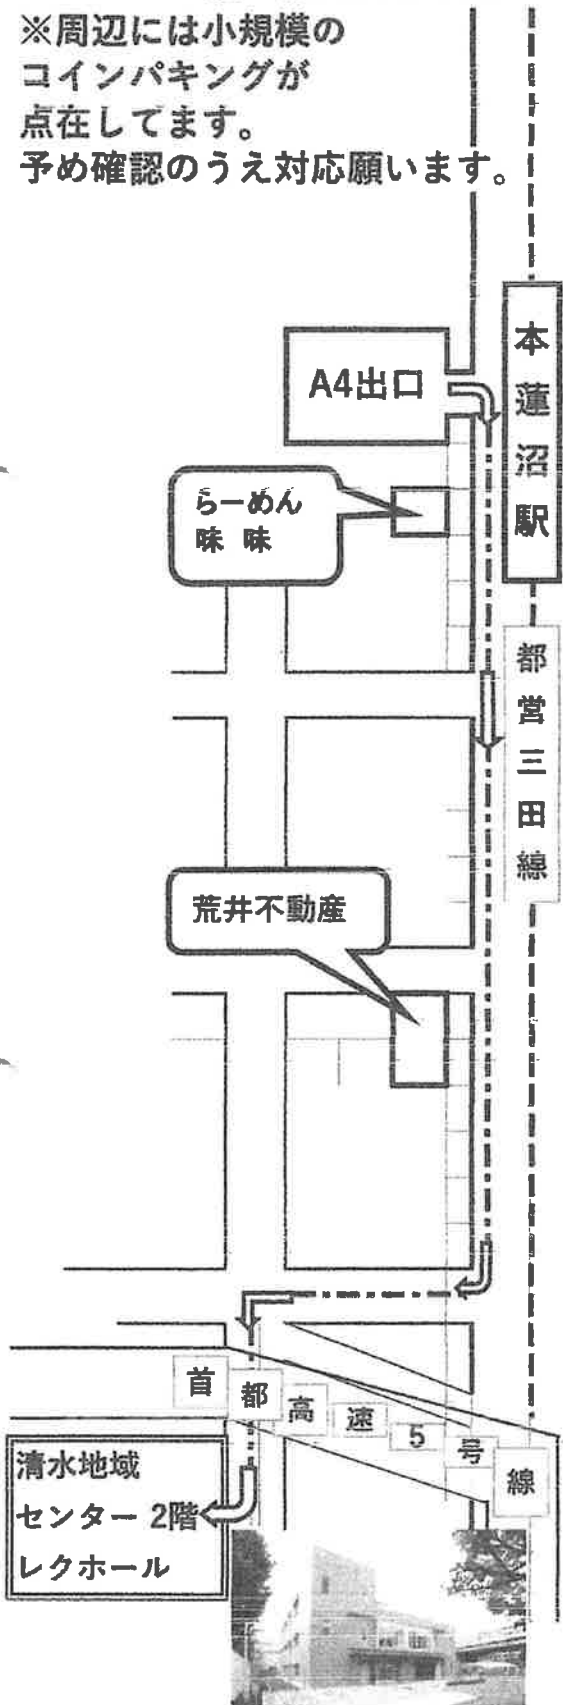 ※周辺には小規模の
コインパキングが
点在してます。
予め確認のうえ対応願います。
本蓮沼駅
A4出口
らーめん
味 味
都営三田線
荒井不動産
首都高速5号線
清水地域
センター 2階
レクホール